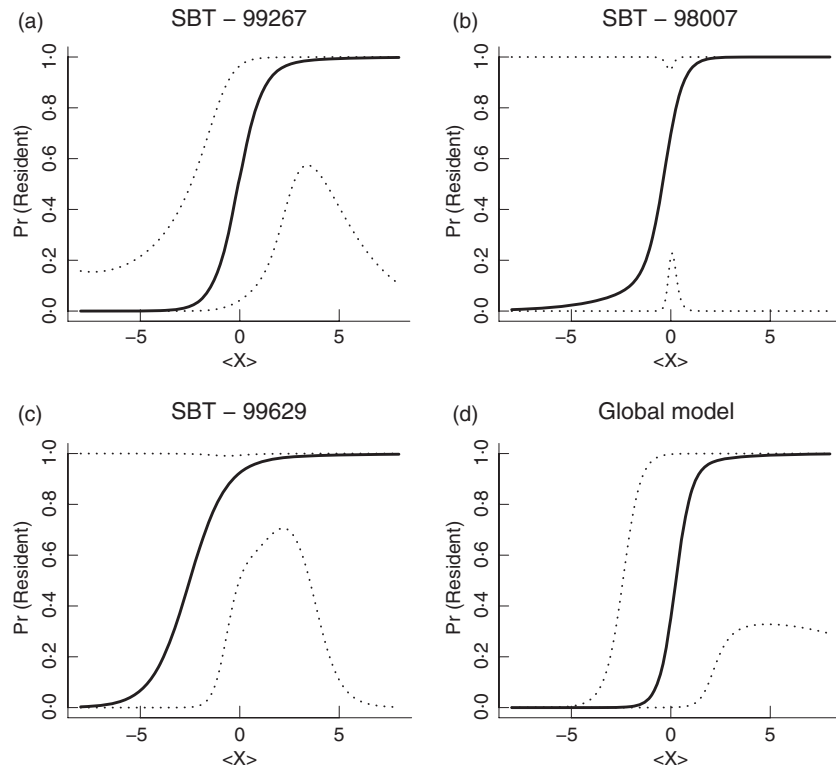 (a) SBT – 99267
Pr (Resident)
1·0
0·8
0·6
0·4
0·2
0·0
−5 0 5
<X>
(b) SBT – 98007
Pr (Resident)
1·0
0·8
0·6
0·4
0·2
0·0
−5 0 5
<X>
(c) SBT – 99629
Pr (Resident)
1·0
0·8
0·6
0·4
0·2
0·0
−5 0 5
<X>
(d) Global model
Pr (Resident)
1·0
0·8
0·6
0·4
0·2
0·0
−5 0 5
<X>